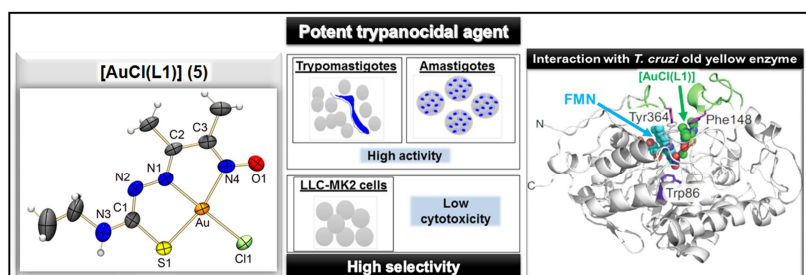 [AuCl(L1)] (5)
C2
C3
N1
N2
N4
O1
C1
N3
Au
S1
Cl1
Potent trypanocidal agent
Trypomastigotes
Amastigotes
High activity
LLC-MK2 cells
Low
cytotoxicity
High selectivity
Interaction with T. cruzi old yellow enzyme
[AuCl(L1)]
FMN
Tyr364
Phe148
N
C
Trp86